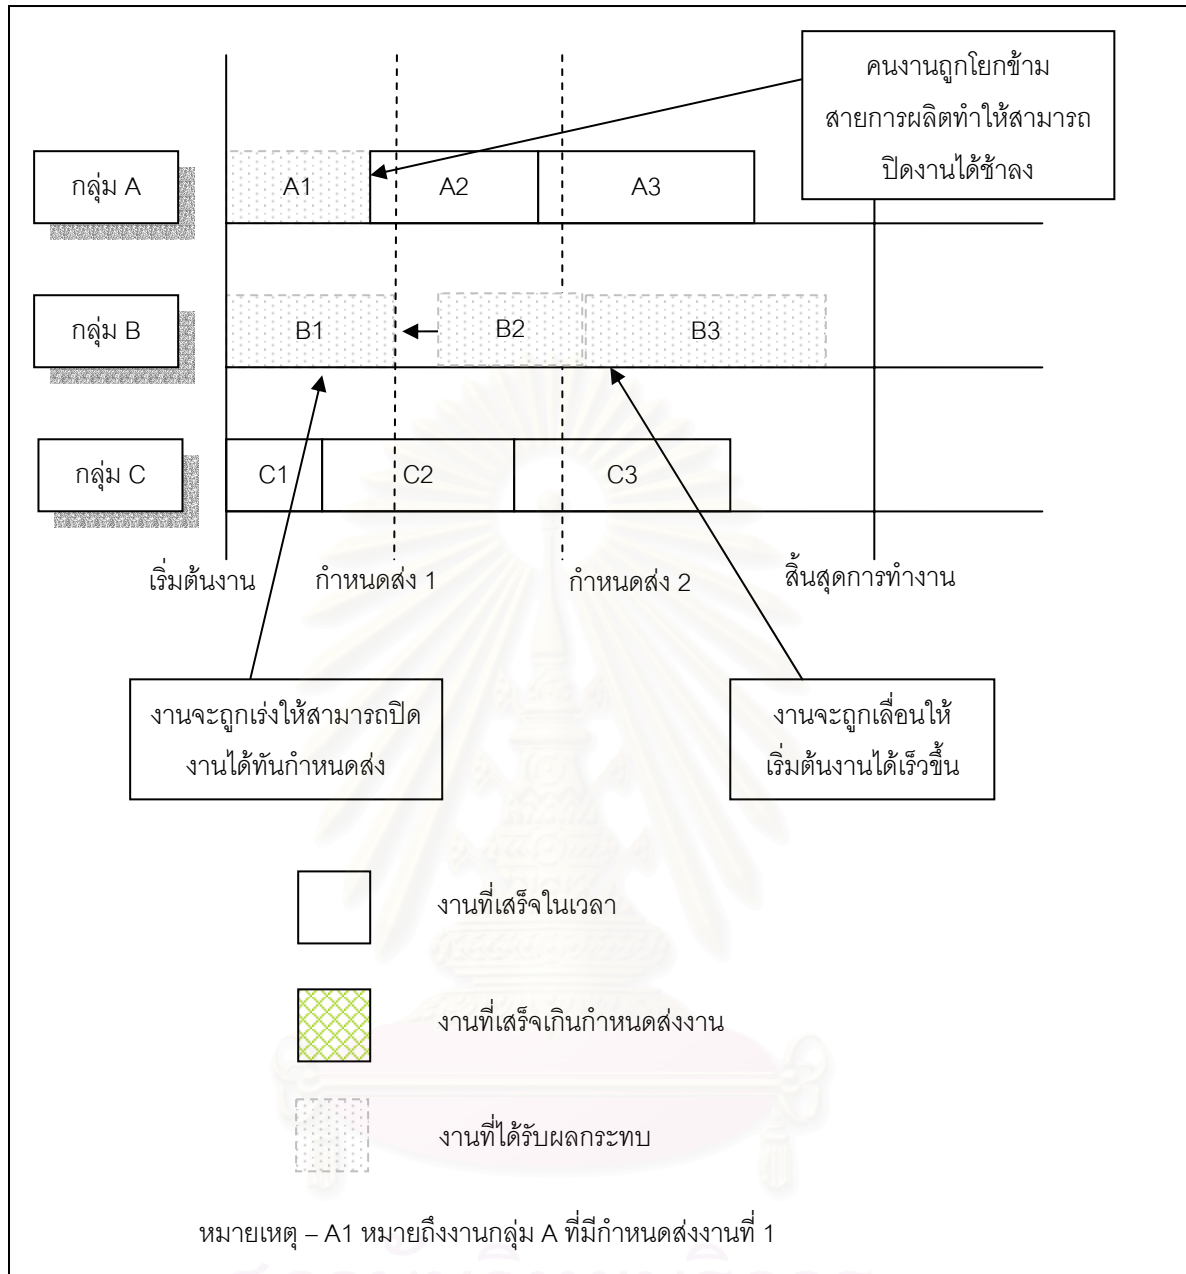 คนงานถูกโยกข้าม
สายการผลิตทำให้สามารถ
ปิดงานได้ช้าลง
กลุ่ม A
A1
A2
A3
กลุ่ม B
B1
B2
B3
กลุ่ม C
C1
C2
C3
เริ่มต้นงาน
กำหนดส่ง 1
กำหนดส่ง 2
สิ้นสุดการทำงาน
งานจะถูกเร่งให้สามารถปิด
งานได้ทันกำหนดส่ง
งานจะถูกเลื่อนให้
เริ่มต้นงานได้เร็วขึ้น
งานที่เสร็จในเวลา
งานที่เสร็จเกินกำหนดส่งงาน
งานที่ได้รับผลกระทบ
หมายเหตุ – A1 หมายถึงงานกลุ่ม A ที่มีกำหนดส่งงานที่ 1